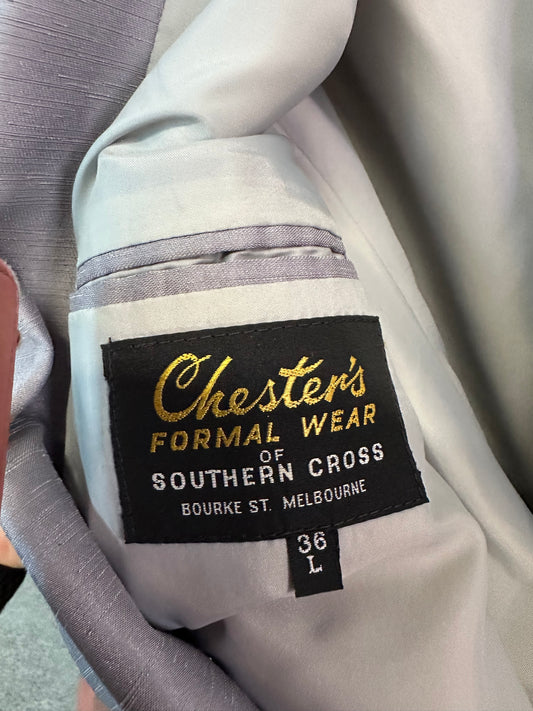 Chester's
FORMAL WEAR
OF
SOUTHERN CROSS
BOURKE ST. MELBOURNE
36
L